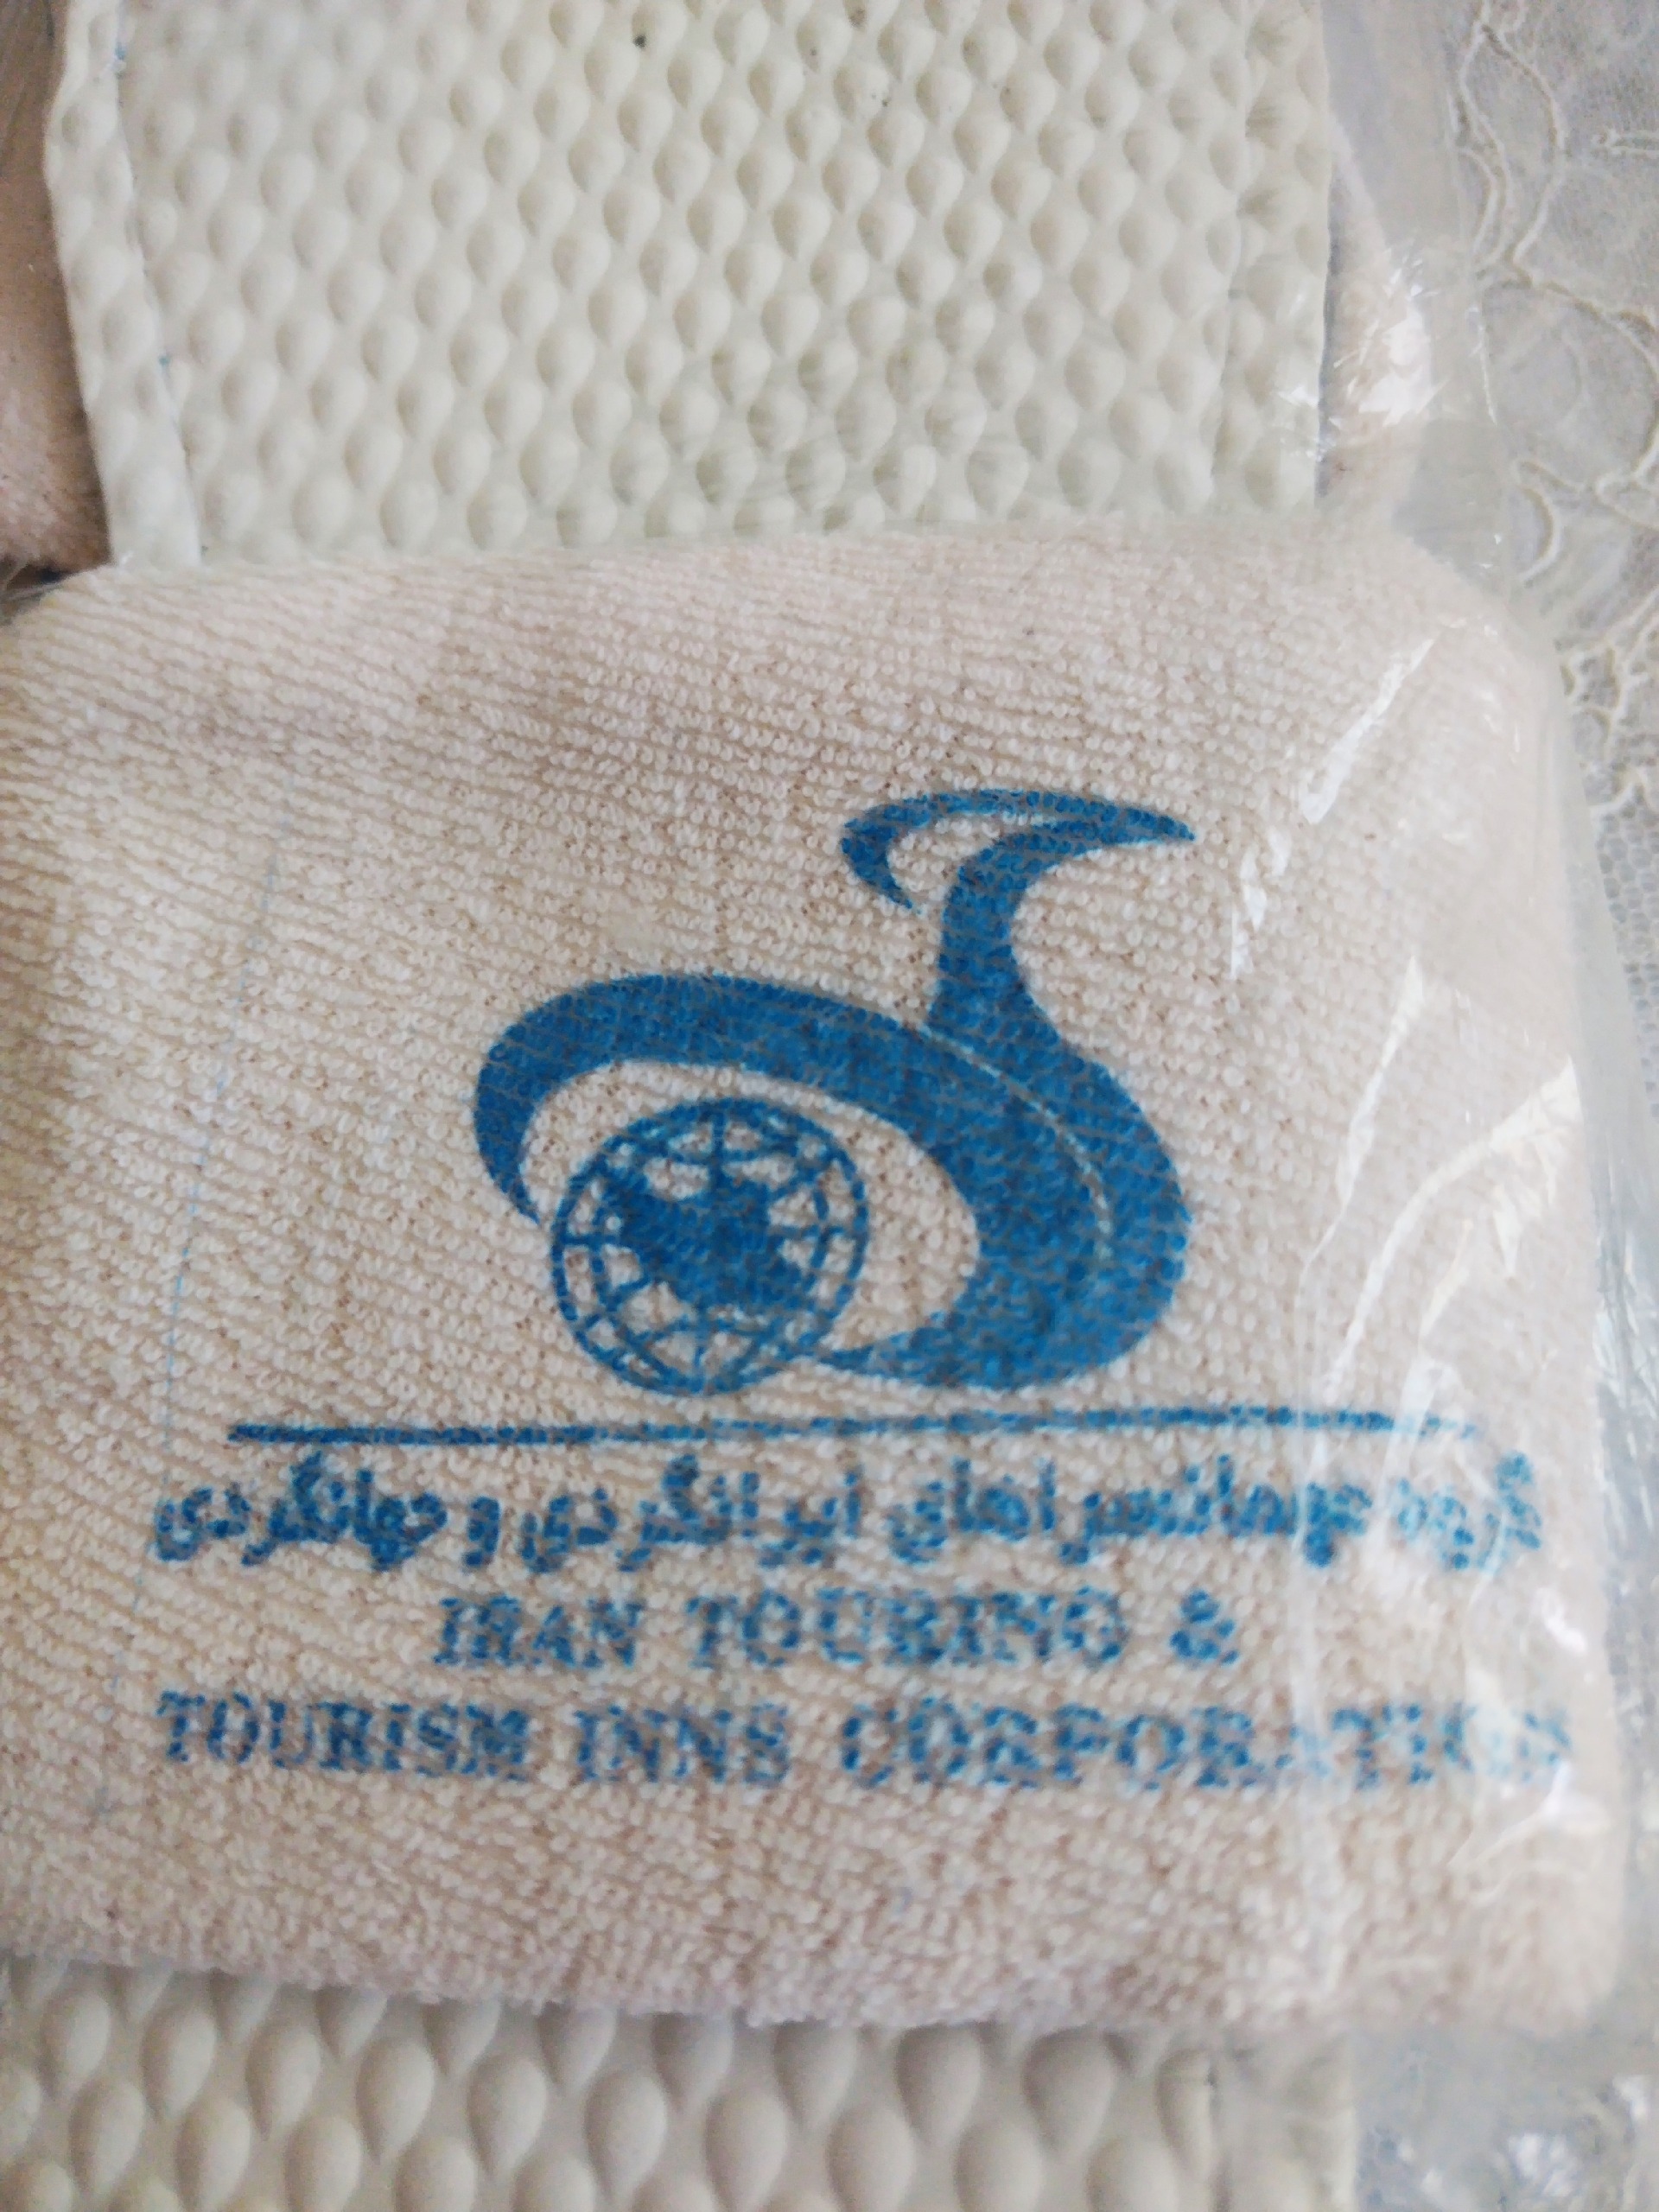 گروه مهمانسراهای ایرانگردی و جهانگردی
IRAN TOURING &
TOURISM INNS CORPORATION